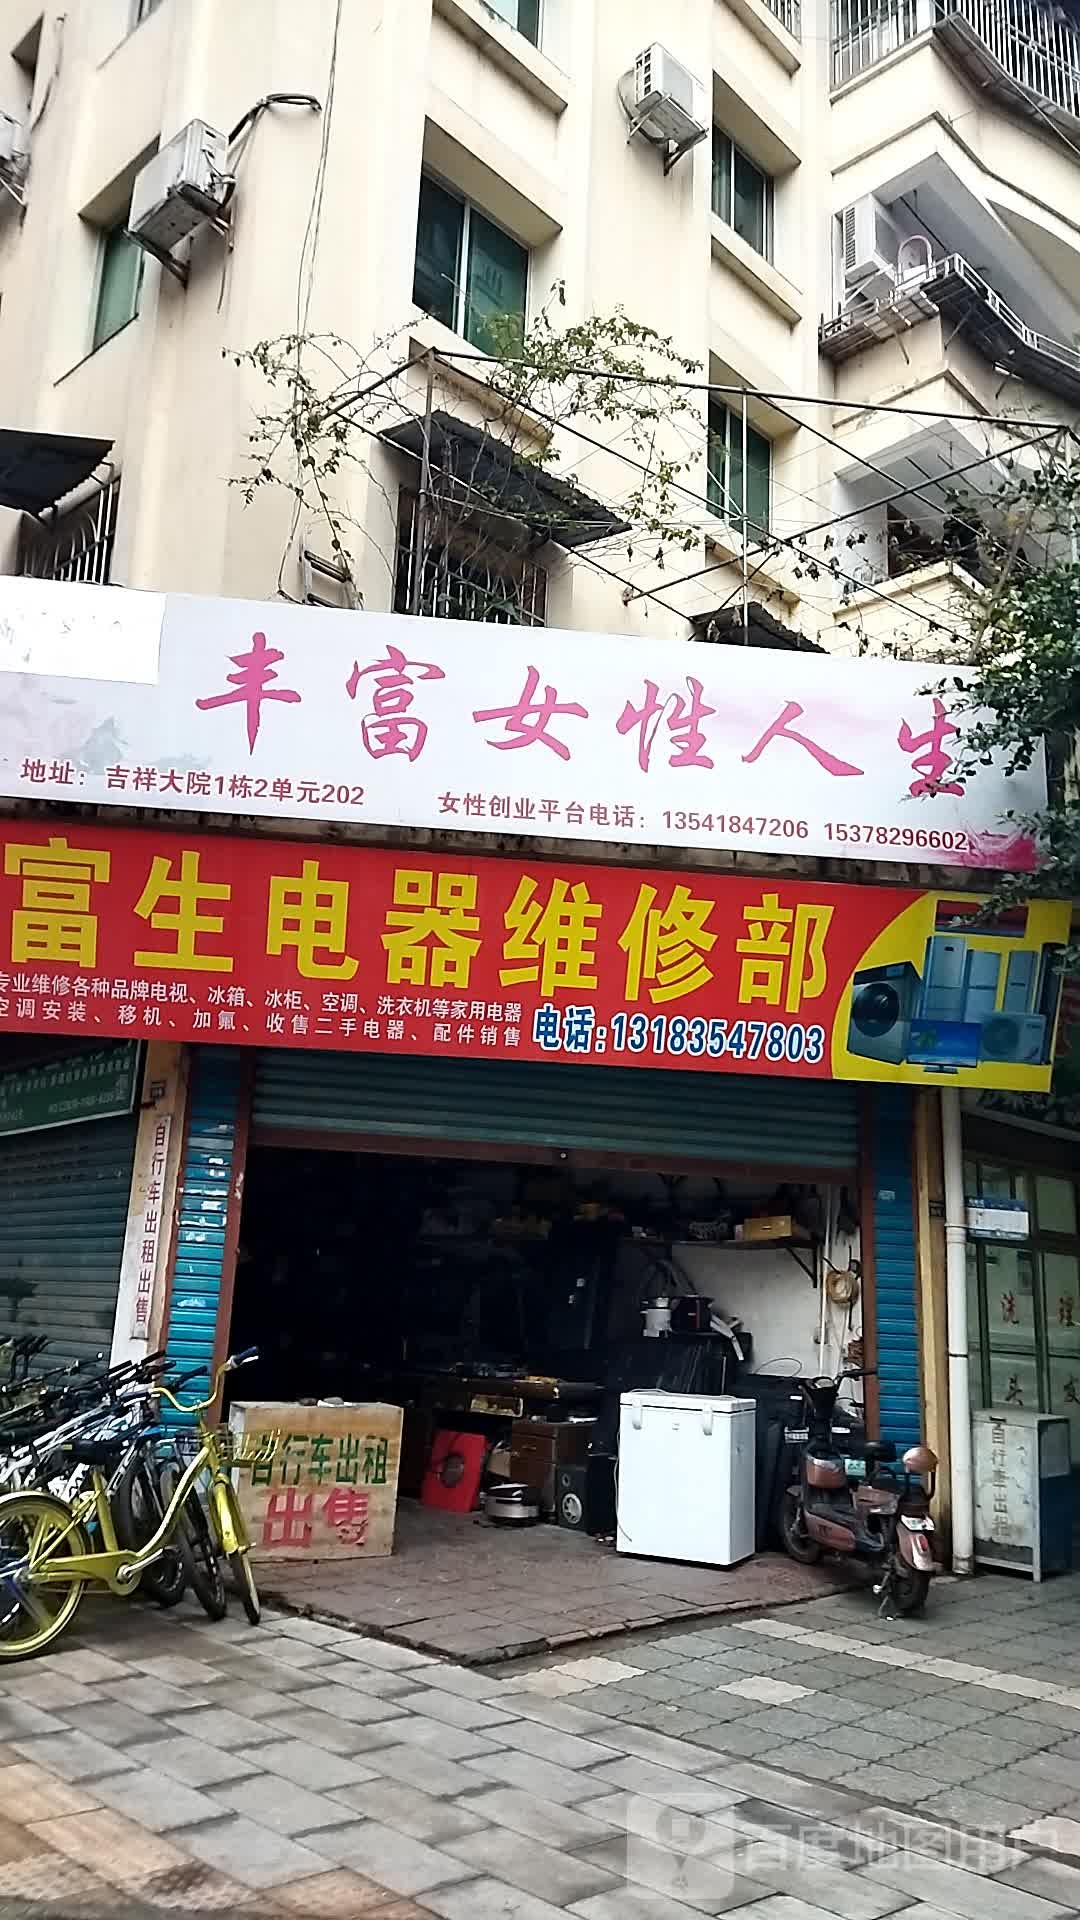 丰富女性人生
地址：吉祥大院1栋2单元202
女性创业平台电话：13541847206 15378296602
富生电器维修部
专业维修各种品牌电视、冰箱、冰柜、空调、洗衣机等家用电器
空调安装、移机、加氟、收售二手电器、配件销售
电话:13183547803
自行车出租出售
自行车出租
出售
洗理
头发
自行车出租
百度地图用户